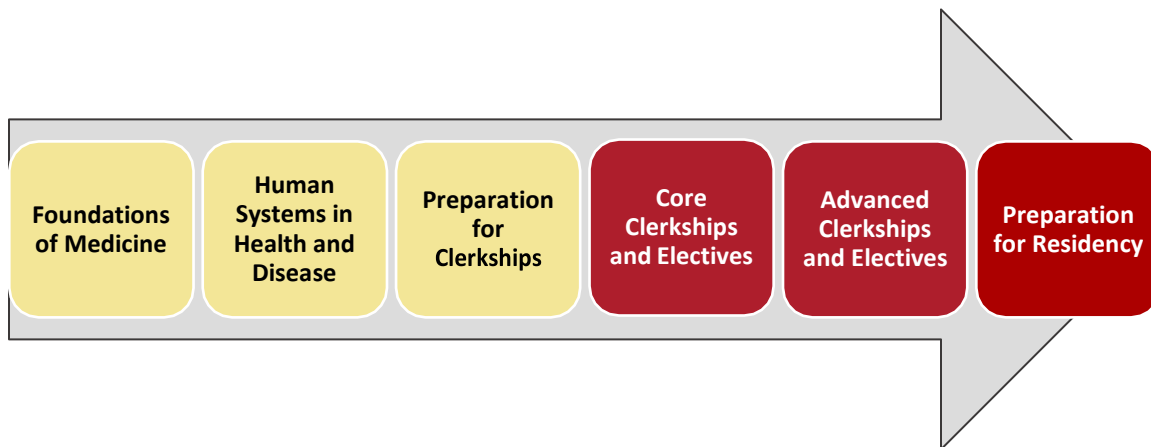 Foundations
of Medicine
Human
Systems in
Health and
Disease
Preparation
for
Clerkships
Core
Clerkships
and Electives
Advanced
Clerkships
and Electives
Preparation
for Residency